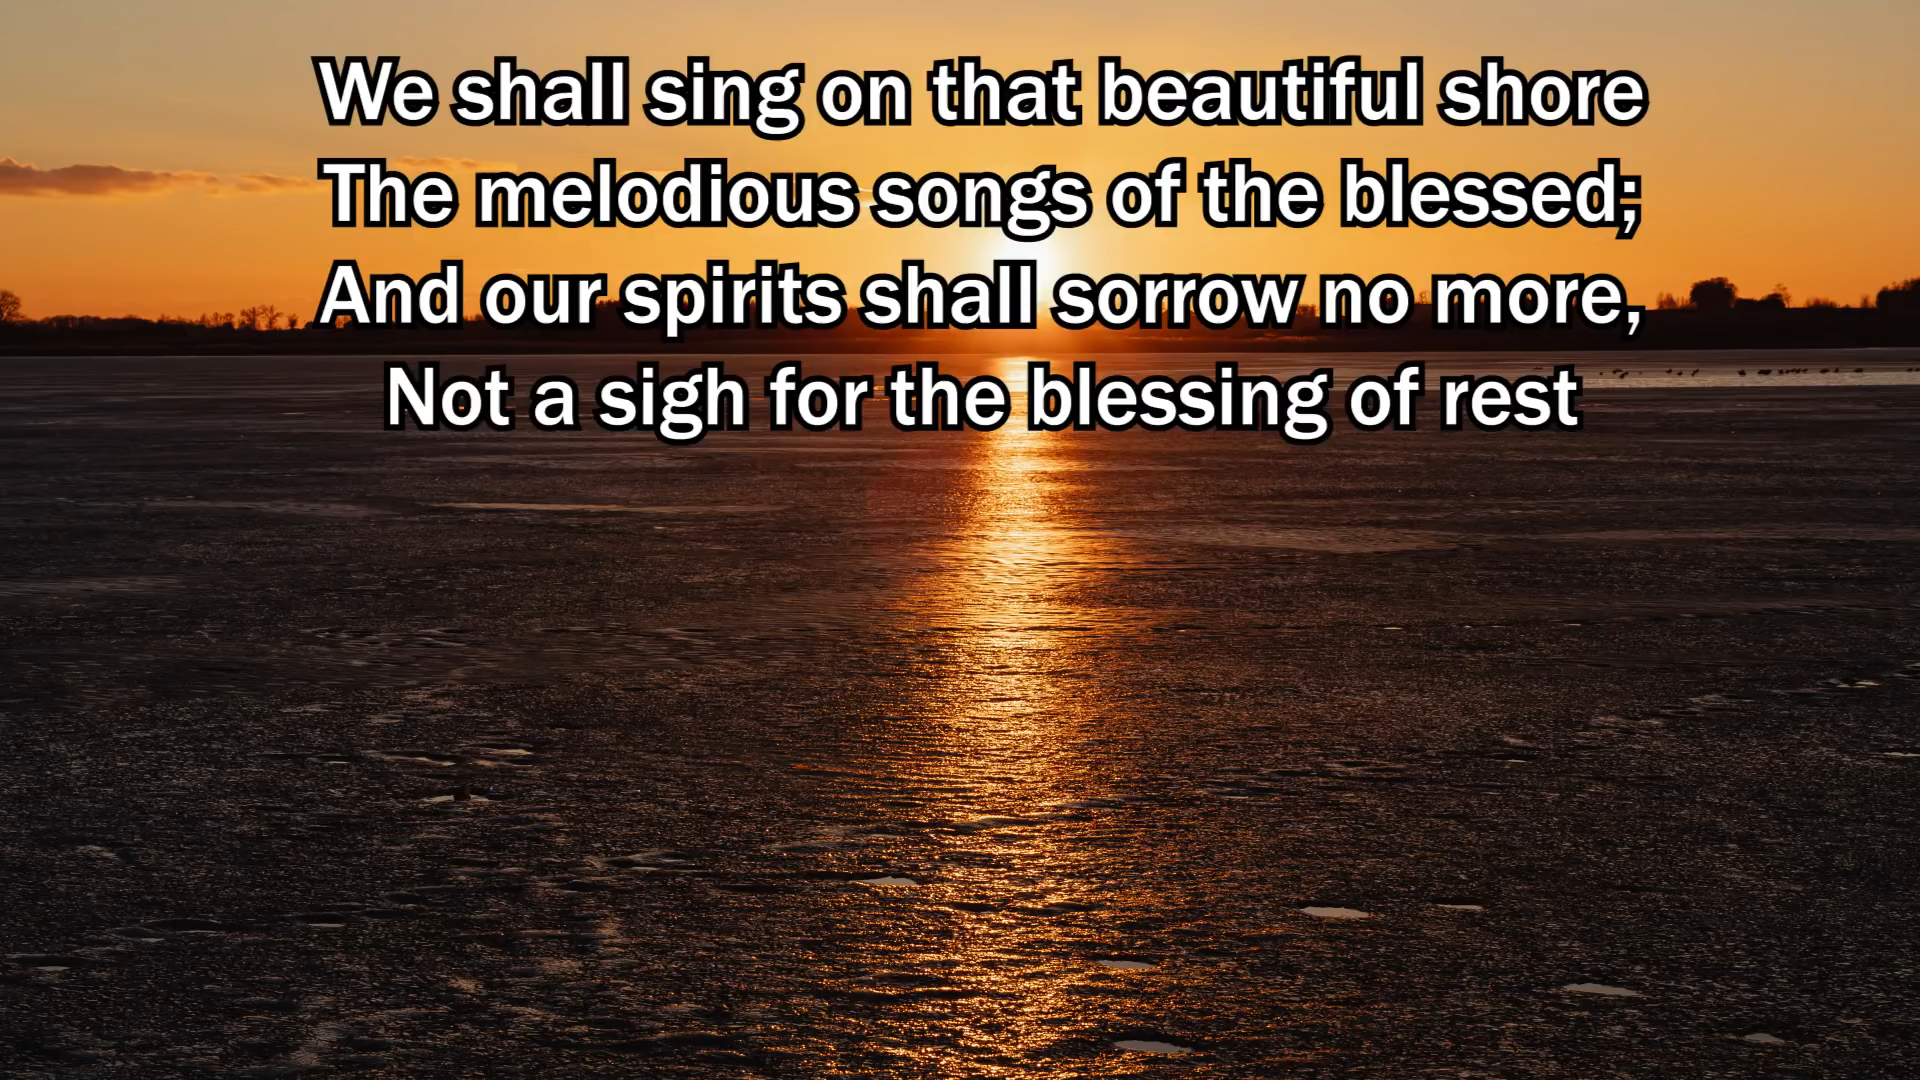 We shall sing on that beautiful shore
The melodious songs of the blessed;
And our spirits shall sorrow no more,
Not a sigh for the blessing of rest